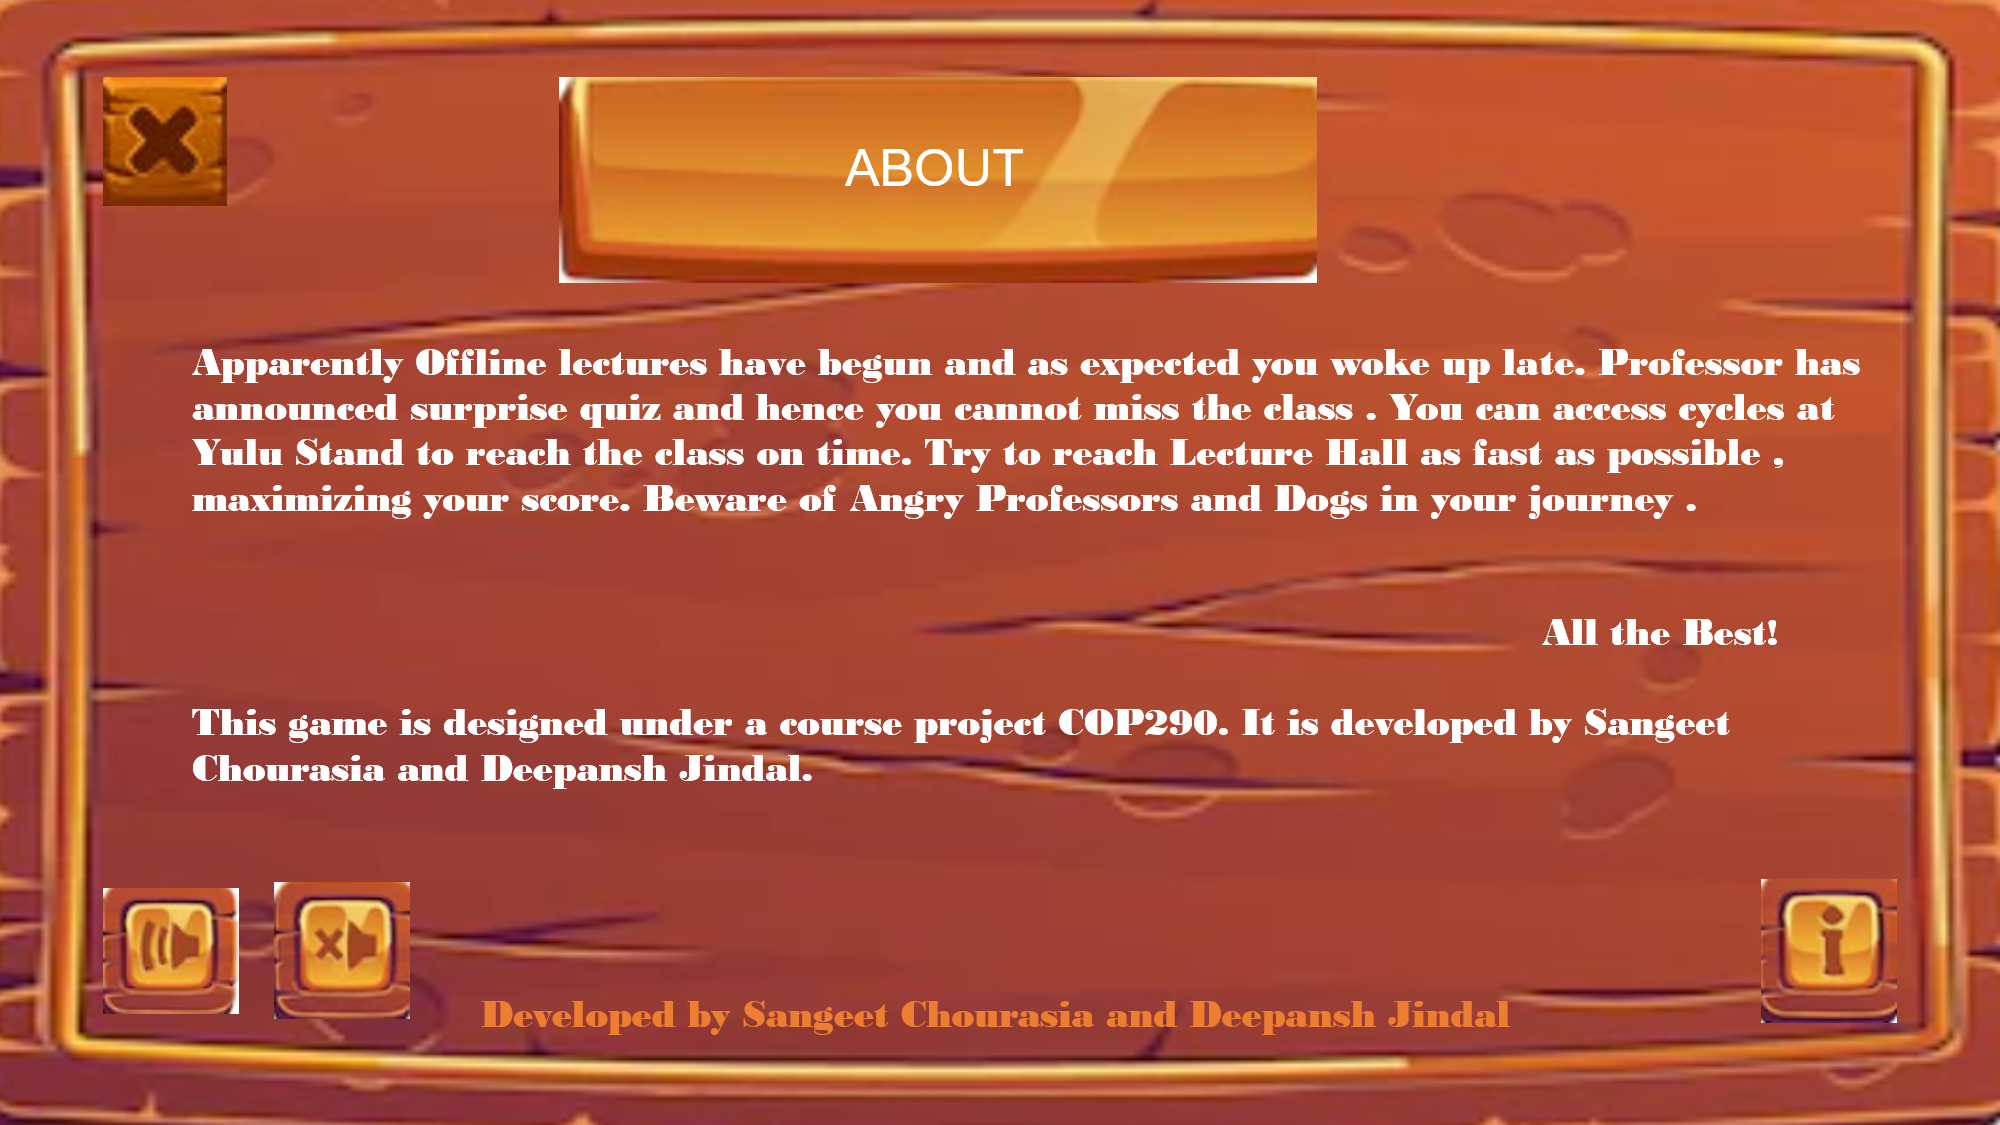 ABOUT
Apparently Offline lectures have begun and as expected you woke up late. Professor has
announced surprise quiz and hence you cannot miss the class . You can access cycles at
Yulu Stand to reach the class on time. Try to reach Lecture Hall as fast as possible ,
maximizing your score. Beware of Angry Professors and Dogs in your journey .
All the Best!
This game is designed under a course project COP290. It is developed by Sangeet
Chourasia and Deepansh Jindal.
Developed by Sangeet Chourasia and Deepansh Jindal